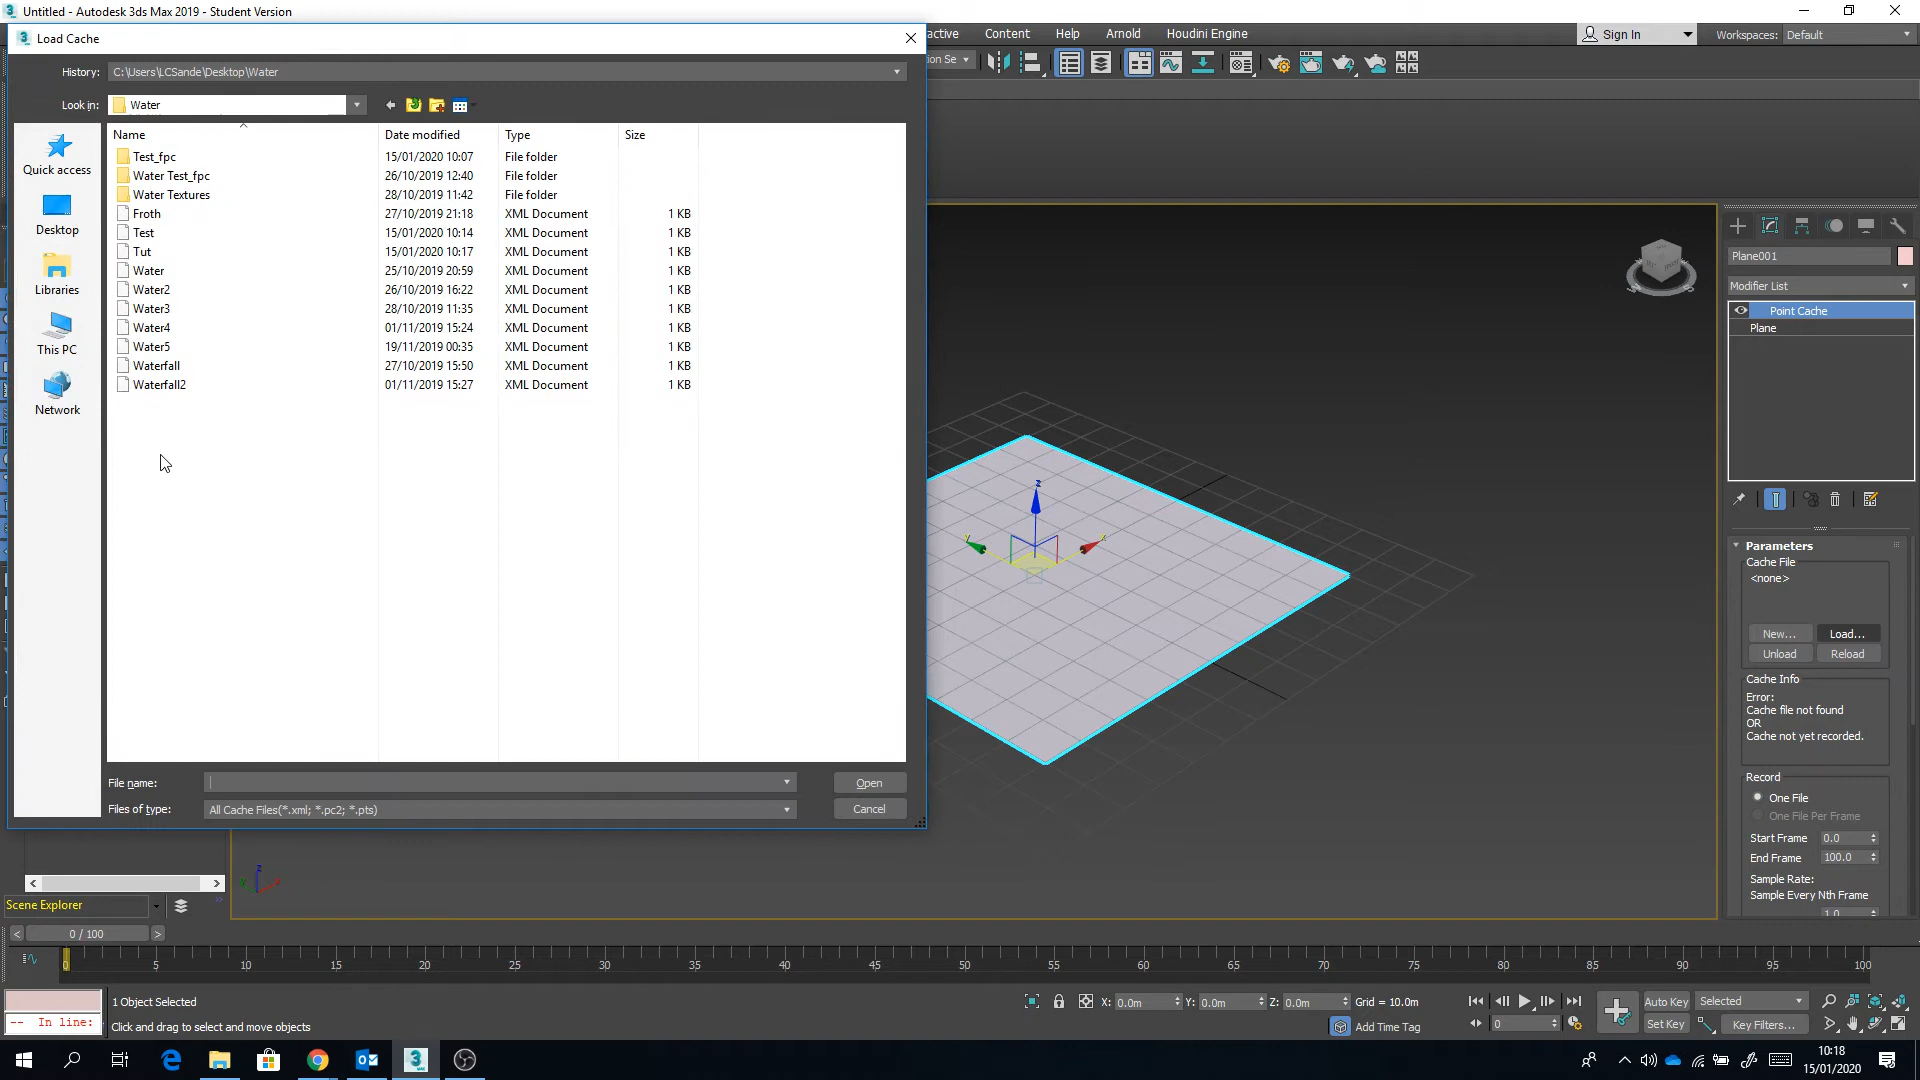 Untitled - Autodesk 3ds Max 2019 - Student Version
Load Cache
Content
Help
Arnold
Houdini Engine
Sign In
Workspaces: Default
History: C:\Users\LCSande\Desktop\Water
Look in: Water
Name
Date modified
Type
Size
Test_fpc 15/01/2020 10:07 File folder
Water Test_fpc 26/10/2019 12:40 File folder
Water Textures 28/10/2019 11:42 File folder
Froth 27/10/2019 21:18 XML Document 1 KB
Test 15/01/2020 10:14 XML Document 1 KB
Tut 15/01/2020 10:17 XML Document 1 KB
Water 25/10/2019 20:59 XML Document 1 KB
Water2 26/10/2019 16:22 XML Document 1 KB
Water3 28/10/2019 11:35 XML Document 1 KB
Water4 01/11/2019 15:24 XML Document 1 KB
Water5 19/11/2019 00:35 XML Document 1 KB
Waterfall 27/10/2019 15:50 XML Document 1 KB
Waterfall2 01/11/2019 15:27 XML Document 1 KB
Quick access
Desktop
Libraries
This PC
Network
File name:
Open
Files of type: All Cache Files(*.xml; *.pc2; *.pts)
Cancel
Plane001
Modifier List
Point Cache
Plane
Parameters
Cache File
<none>
New...
Load...
Unload
Reload
Cache Info
Error:
Cache file not found
OR
Cache not yet recorded.
Record
One File
One File Per Frame
Start Frame 0.0
End Frame 100.0
Sample Rate:
Sample Every Nth Frame
1.0
z
y
x
Scene Explorer
< 0 / 100 >
0 5 10 15 20 25 30 35 40 45 50 55 60 65 70 75 80 85 90 95 100
1 Object Selected
-- In line:
Click and drag to select and move objects
X: 0.0m Y: 0.0m Z: 0.0m Grid = 10.0m
Add Time Tag
0
Auto Key
Selected
Set Key
Key Filters...
10:18
15/01/2020